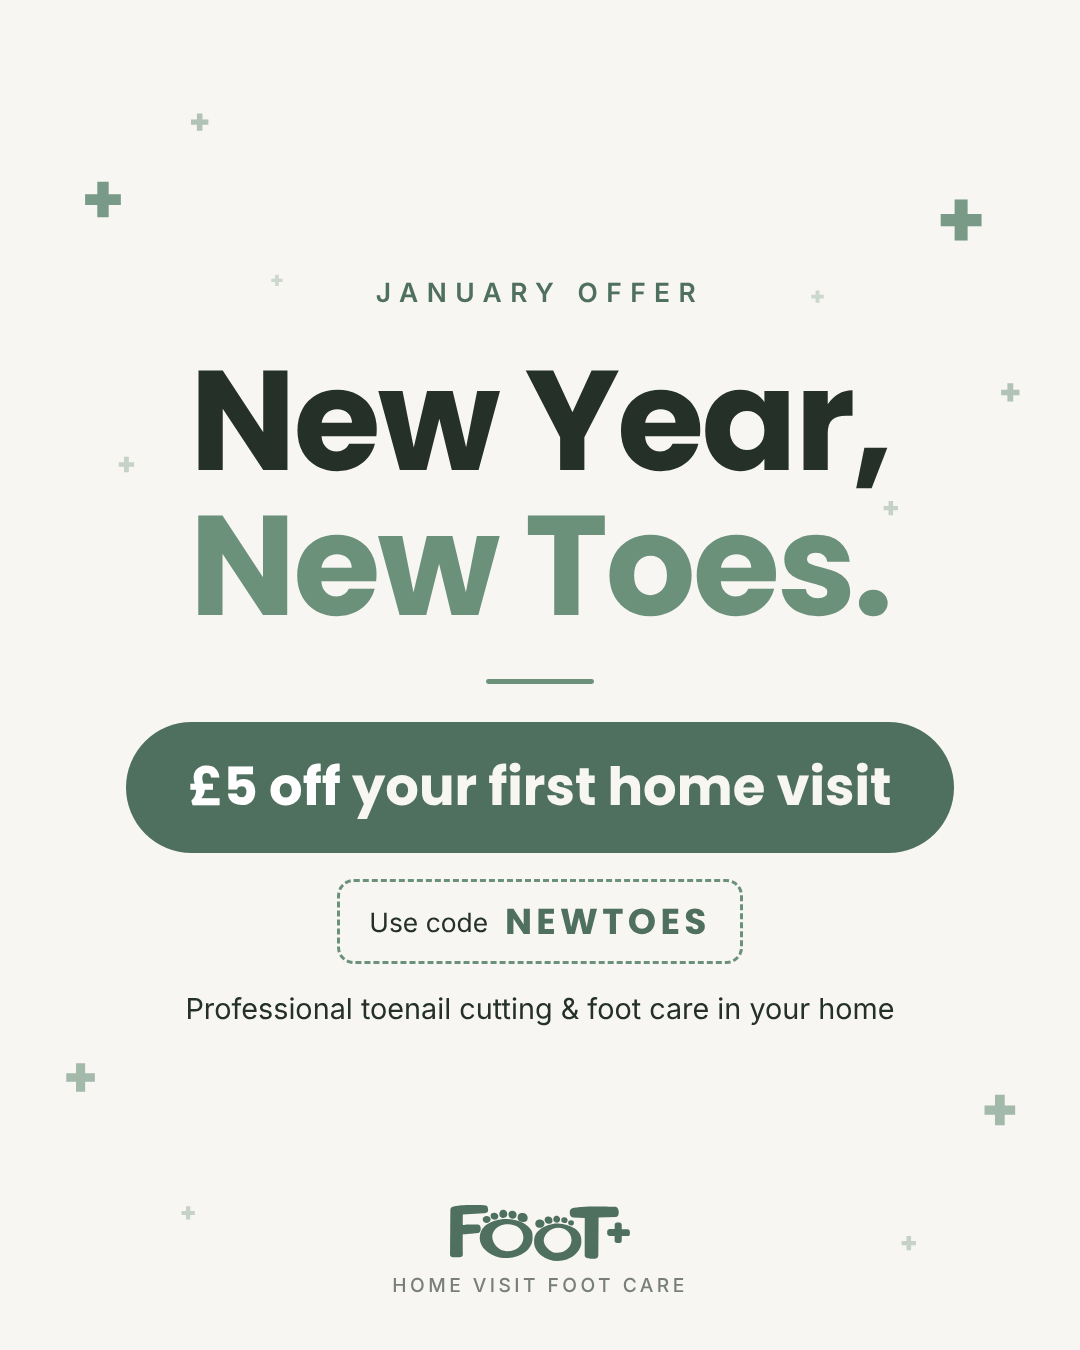 JANUARY OFFER
New Year,
New Toes.
£5 off your first home visit
Use code NEWTOES
Professional toenail cutting & foot care in your home
FOOT+
HOME VISIT FOOT CARE